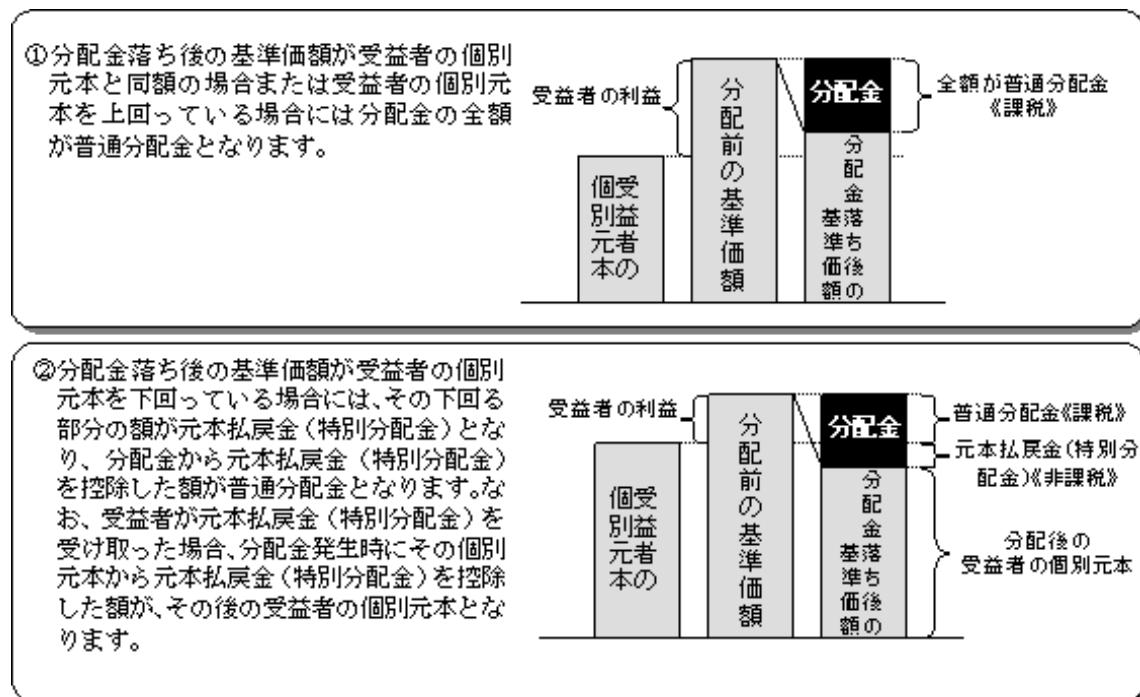 ①分配金落ち後の基準価額が受益者の個別
元本と同額の場合または受益者の個別元
本を上回っている場合には分配金の全額
が普通分配金となります。
受益者の利益
受益者の
個別元本
分配前の基準価額
分配金
分配金落ち後の
基準価額
全額が普通分配金
《課税》
②分配金落ち後の基準価額が受益者の個別
元本を下回っている場合には、その下回る
部分の額が元本払戻金（特別分配金）とな
り、分配金から元本払戻金（特別分配金）
を控除した額が普通分配金となります。な
お、受益者が元本払戻金（特別分配金）を
受け取った場合、分配金発生時にその個別
元本から元本払戻金（特別分配金）を控除
した額が、その後の受益者の個別元本とな
ります。
受益者の利益
受益者の
個別元本
分配前の基準価額
分配金
分配金落ち後の
基準価額
普通分配金《課税》
元本払戻金（特別分
配金）《非課税》
分配後の
受益者の個別元本